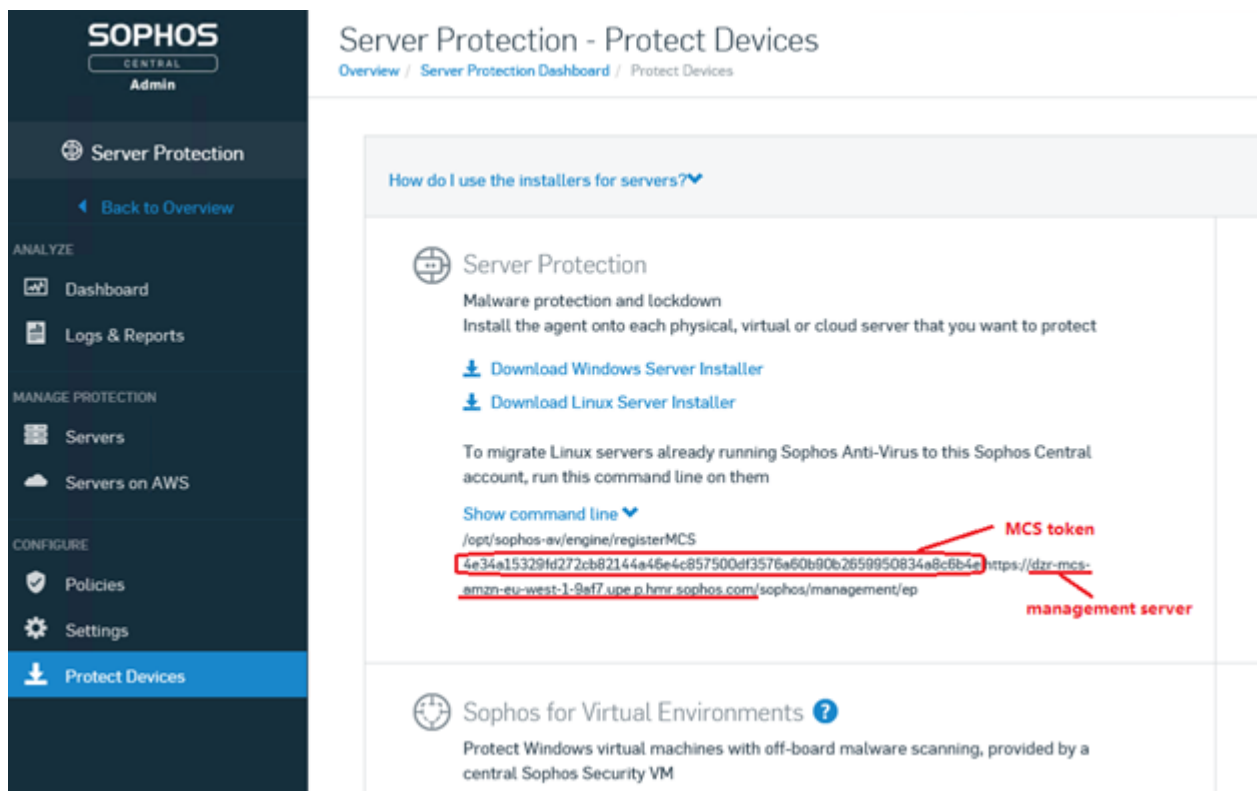 SOPHOS
CENTRAL
Admin
Server Protection
Back to Overview
ANALYZE
Dashboard
Logs & Reports
MANAGE PROTECTION
Servers
Servers on AWS
CONFIGURE
Policies
Settings
Protect Devices
Server Protection - Protect Devices
Overview / Server Protection Dashboard / Protect Devices
How do I use the installers for servers?
Server Protection
Malware protection and lockdown
Install the agent onto each physical, virtual or cloud server that you want to protect
Download Windows Server Installer
Download Linux Server Installer
To migrate Linux servers already running Sophos Anti-Virus to this Sophos Central
account, run this command line on them
Show command line
MCS token
/opt/sophos-av/engine/registerMCS
4e34a15329fd272cb82144a46e4c857500df3576a60b90b2659950834a8c6b4e https://dzr-mcs-
amzn-eu-west-1-9af7.upe.p.hmr.sophos.com/sophos/management/ep
management server
Sophos for Virtual Environments ?
Protect Windows virtual machines with off-board malware scanning, provided by a
central Sophos Security VM